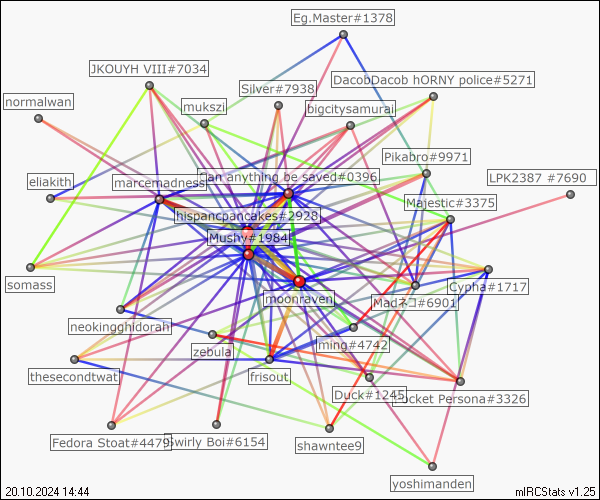 Eg.Master#1378
JKOUYH VIII#7034
DacobDacob hORNY police#5271
Silver#7938
normalwan
mukszi
bigcitysamurai
Pikabro#9971
can anything be saved#0396
LPK2387 #7690
eliakith
marcemadness
Majestic#3375
hispancpancakes#2928
Mushy#1984
somass
Cypha#1717
moonraven
Madネコ#6901
neokingghidorah
ming#4742
zebula
thesecondtwat
frisout
Duck#1245
ocket Persona#3326
Fedora Stoat#4479
Swirly Boi#6154
shawntee9
yoshimanden
20.10.2024 14:44
mIRCStats v1.25